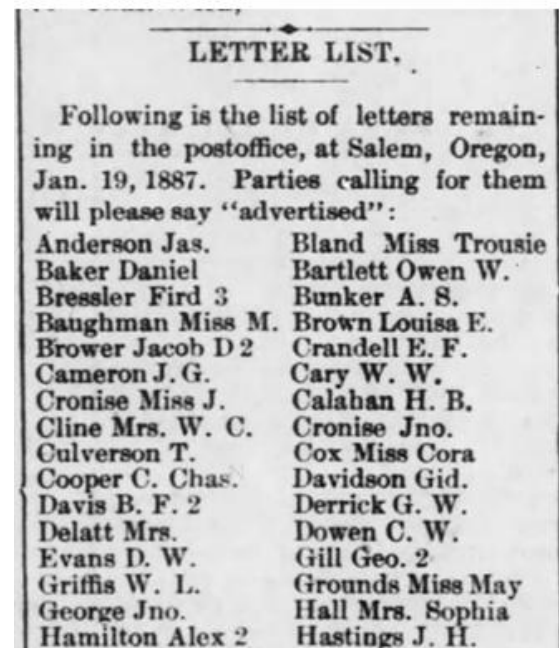 LETTER LIST.
Following is the list of letters remain-
ing in the postoffice, at Salem, Oregon,
Jan. 19, 1887. Parties calling for them
will please say "advertised":
Anderson Jas. Bland Miss Trousie
Baker Daniel Bartlett Owen W.
Bressler Fird 3 Bunker A. S.
Baughman Miss M. Brown Louisa E.
Brower Jacob D 2 Crandell E. F.
Cameron J. G. Cary W. W.
Cronise Miss J. Calahan H. B.
Cline Mrs. W. C. Cronise Jno.
Culverson T. Cox Miss Cora
Cooper C. Chas. Davidson Gid.
Davis B. F. 2 Derrick G. W.
Delatt Mrs. Dowen C. W.
Evans D. W. Gill Geo. 2
Griffis W. L. Grounds Miss May
George Jno. Hall Mrs. Sophia
Hamilton Alex 2 Hastings J. H.